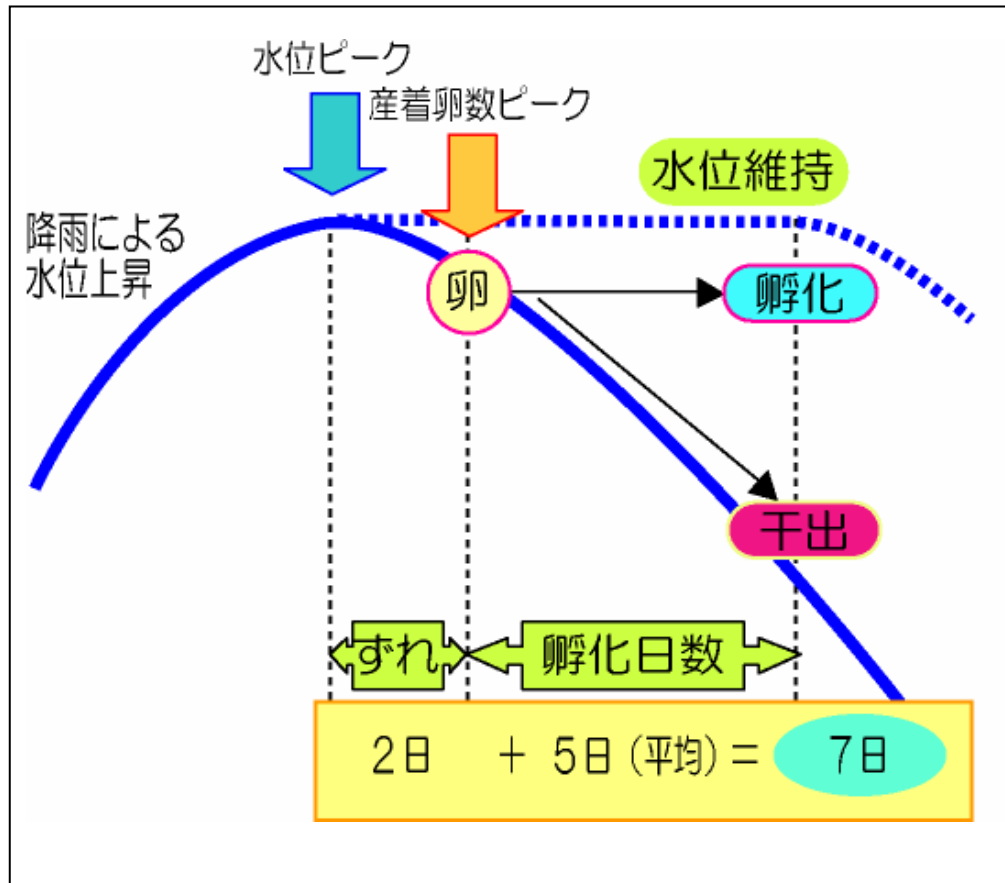 水位ピーク
産着卵数ピーク
水位維持
降雨による
水位上昇
卵
孵化
干出
ずれ
孵化日数
2日 + 5日(平均)= 7日